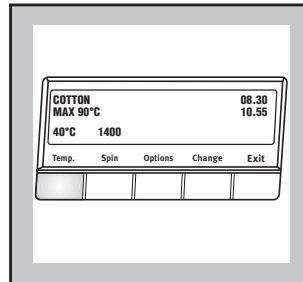 COTTON 08.30
MAX 90°C 10.55
40°C 1400
Temp. Spin Options Change Exit